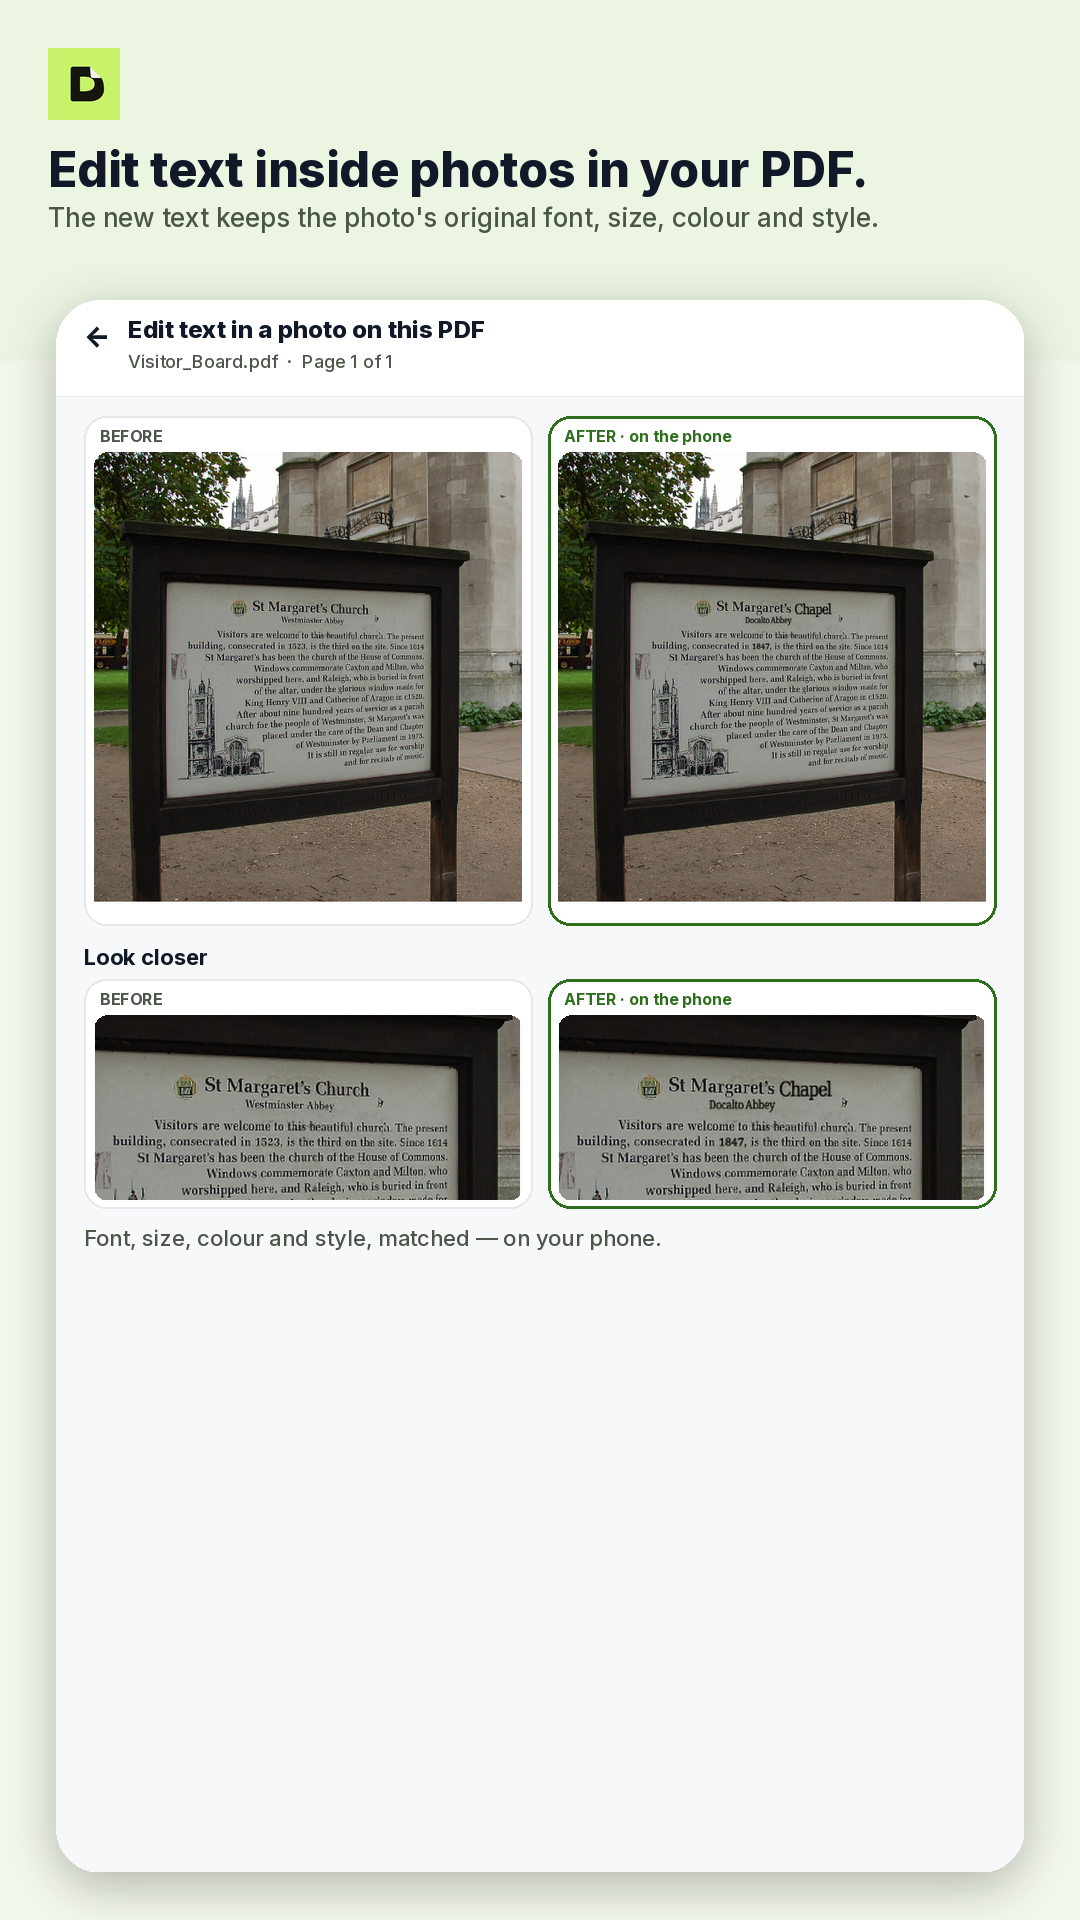 Edit text inside photos in your PDF.
The new text keeps the photo's original font, size, colour and style.
Edit text in a photo on this PDF
Visitor_Board.pdf · Page 1 of 1
BEFORE
St Margaret's Church
Westminster Abbey
Visitors are welcome to this beautiful church. The present
building, consecrated in 1523, is the third on the site. Since 1614
St Margaret's has been the church of the House of Commons.
Windows commemorate Caxton and Milton, who
worshipped here, and Raleigh, who is buried in front
of the altar, under the glorious window made for
King Henry VIII and Catherine of Aragon in c1520.
After about nine hundred years of service as a parish
church for the people of Westminster, St Margaret's was
placed under the care of the Dean and Chapter
of Westminster by Parliament in 1973.
It is still in regular use for worship
and for recitals of music.
AFTER · on the phone
St Margaret's Chapel
Docalto Abbey
Visitors are welcome to this beautiful church. The present
building, consecrated in 1847, is the third on the site. Since 1614
St Margaret's has been the church of the House of Commons.
Windows commemorate Caxton and Milton, who
worshipped here, and Raleigh, who is buried in front
of the altar, under the glorious window made for
King Henry VIII and Catherine of Aragon in c1520.
After about nine hundred years of service as a parish
church for the people of Westminster, St Margaret's was
placed under the care of the Dean and Chapter
of Westminster by Parliament in 1973.
It is still in regular use for worship
and for recitals of music.
Look closer
BEFORE
St Margaret's Church
Westminster Abbey
Visitors are welcome to this beautiful church. The present
building, consecrated in 1523, is the third on the site. Since 1614
St Margaret's has been the church of the House of Commons.
Windows commemorate Caxton and Milton, who
worshipped here, and Raleigh, who is buried in front
AFTER · on the phone
St Margaret's Chapel
Docalto Abbey
Visitors are welcome to this beautiful church. The present
building, consecrated in 1847, is the third on the site. Since 1614
St Margaret's has been the church of the House of Commons.
Windows commemorate Caxton and Milton, who
worshipped here, and Raleigh, who is buried in front
Font, size, colour and style, matched — on your phone.